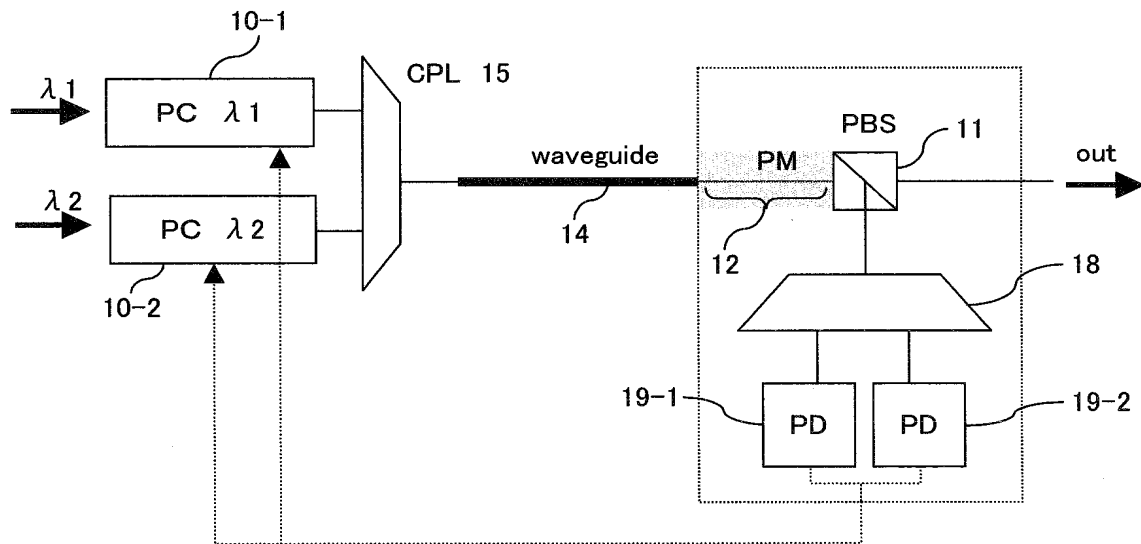 10-1
CPL 15
λ1
PC λ1
PBS
11
waveguide
PM
out
λ2
PC λ2
14
12
18
10-2
19-1
PD
PD
19-2